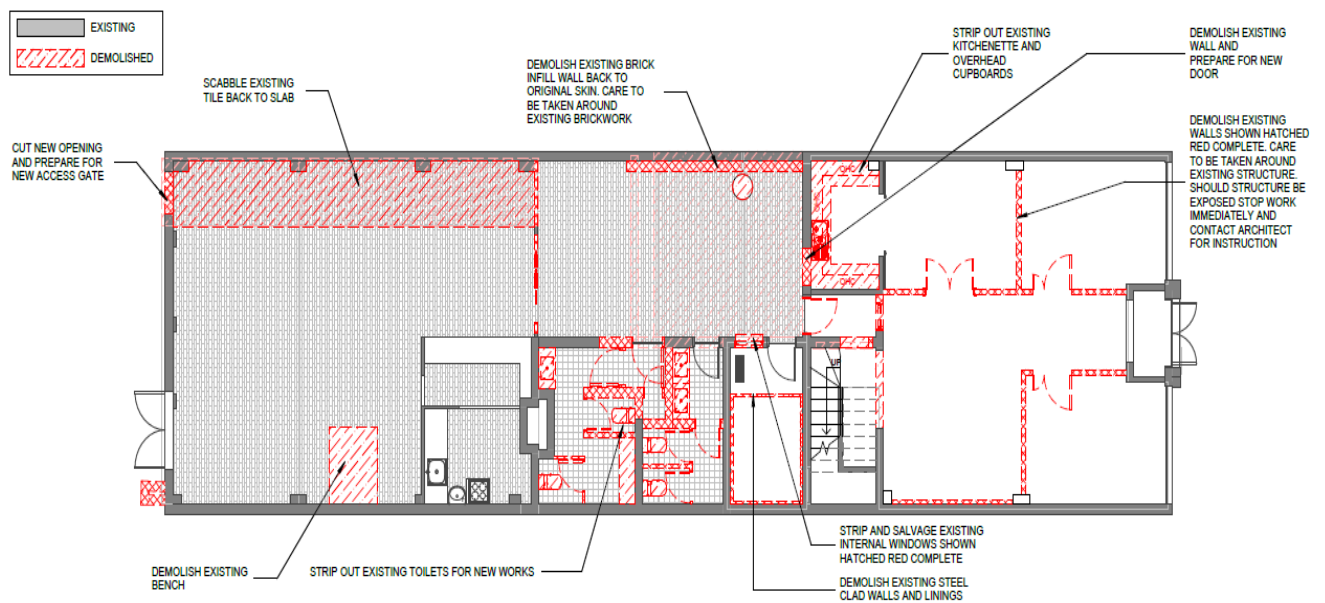 EXISTING
DEMOLISHED
SCABBLE EXISTING
TILE BACK TO SLAB
CUT NEW OPENING
AND PREPARE FOR
NEW ACCESS GATE
DEMOLISH EXISTING BRICK
INFILL WALL BACK TO
ORIGINAL SKIN. CARE TO
BE TAKEN AROUND
EXISTING BRICKWORK
STRIP OUT EXISTING
KITCHENETTE AND
OVERHEAD
CUPBOARDS
DEMOLISH EXISTING
WALL AND
PREPARE FOR NEW
DOOR
DEMOLISH EXISTING
WALLS SHOWN HATCHED
RED COMPLETE. CARE
TO BE TAKEN AROUND
EXISTING STRUCTURE.
SHOULD STRUCTURE BE
EXPOSED STOP WORK
IMMEDIATELY AND
CONTACT ARCHITECT
FOR INSTRUCTION
OHC
OHC
UP
DEMOLISH EXISTING
BENCH
STRIP OUT EXISTING TOILETS FOR NEW WORKS
STRIP AND SALVAGE EXISTING
INTERNAL WINDOWS SHOWN
HATCHED RED COMPLETE
DEMOLISH EXISTING STEEL
CLAD WALLS AND LININGS